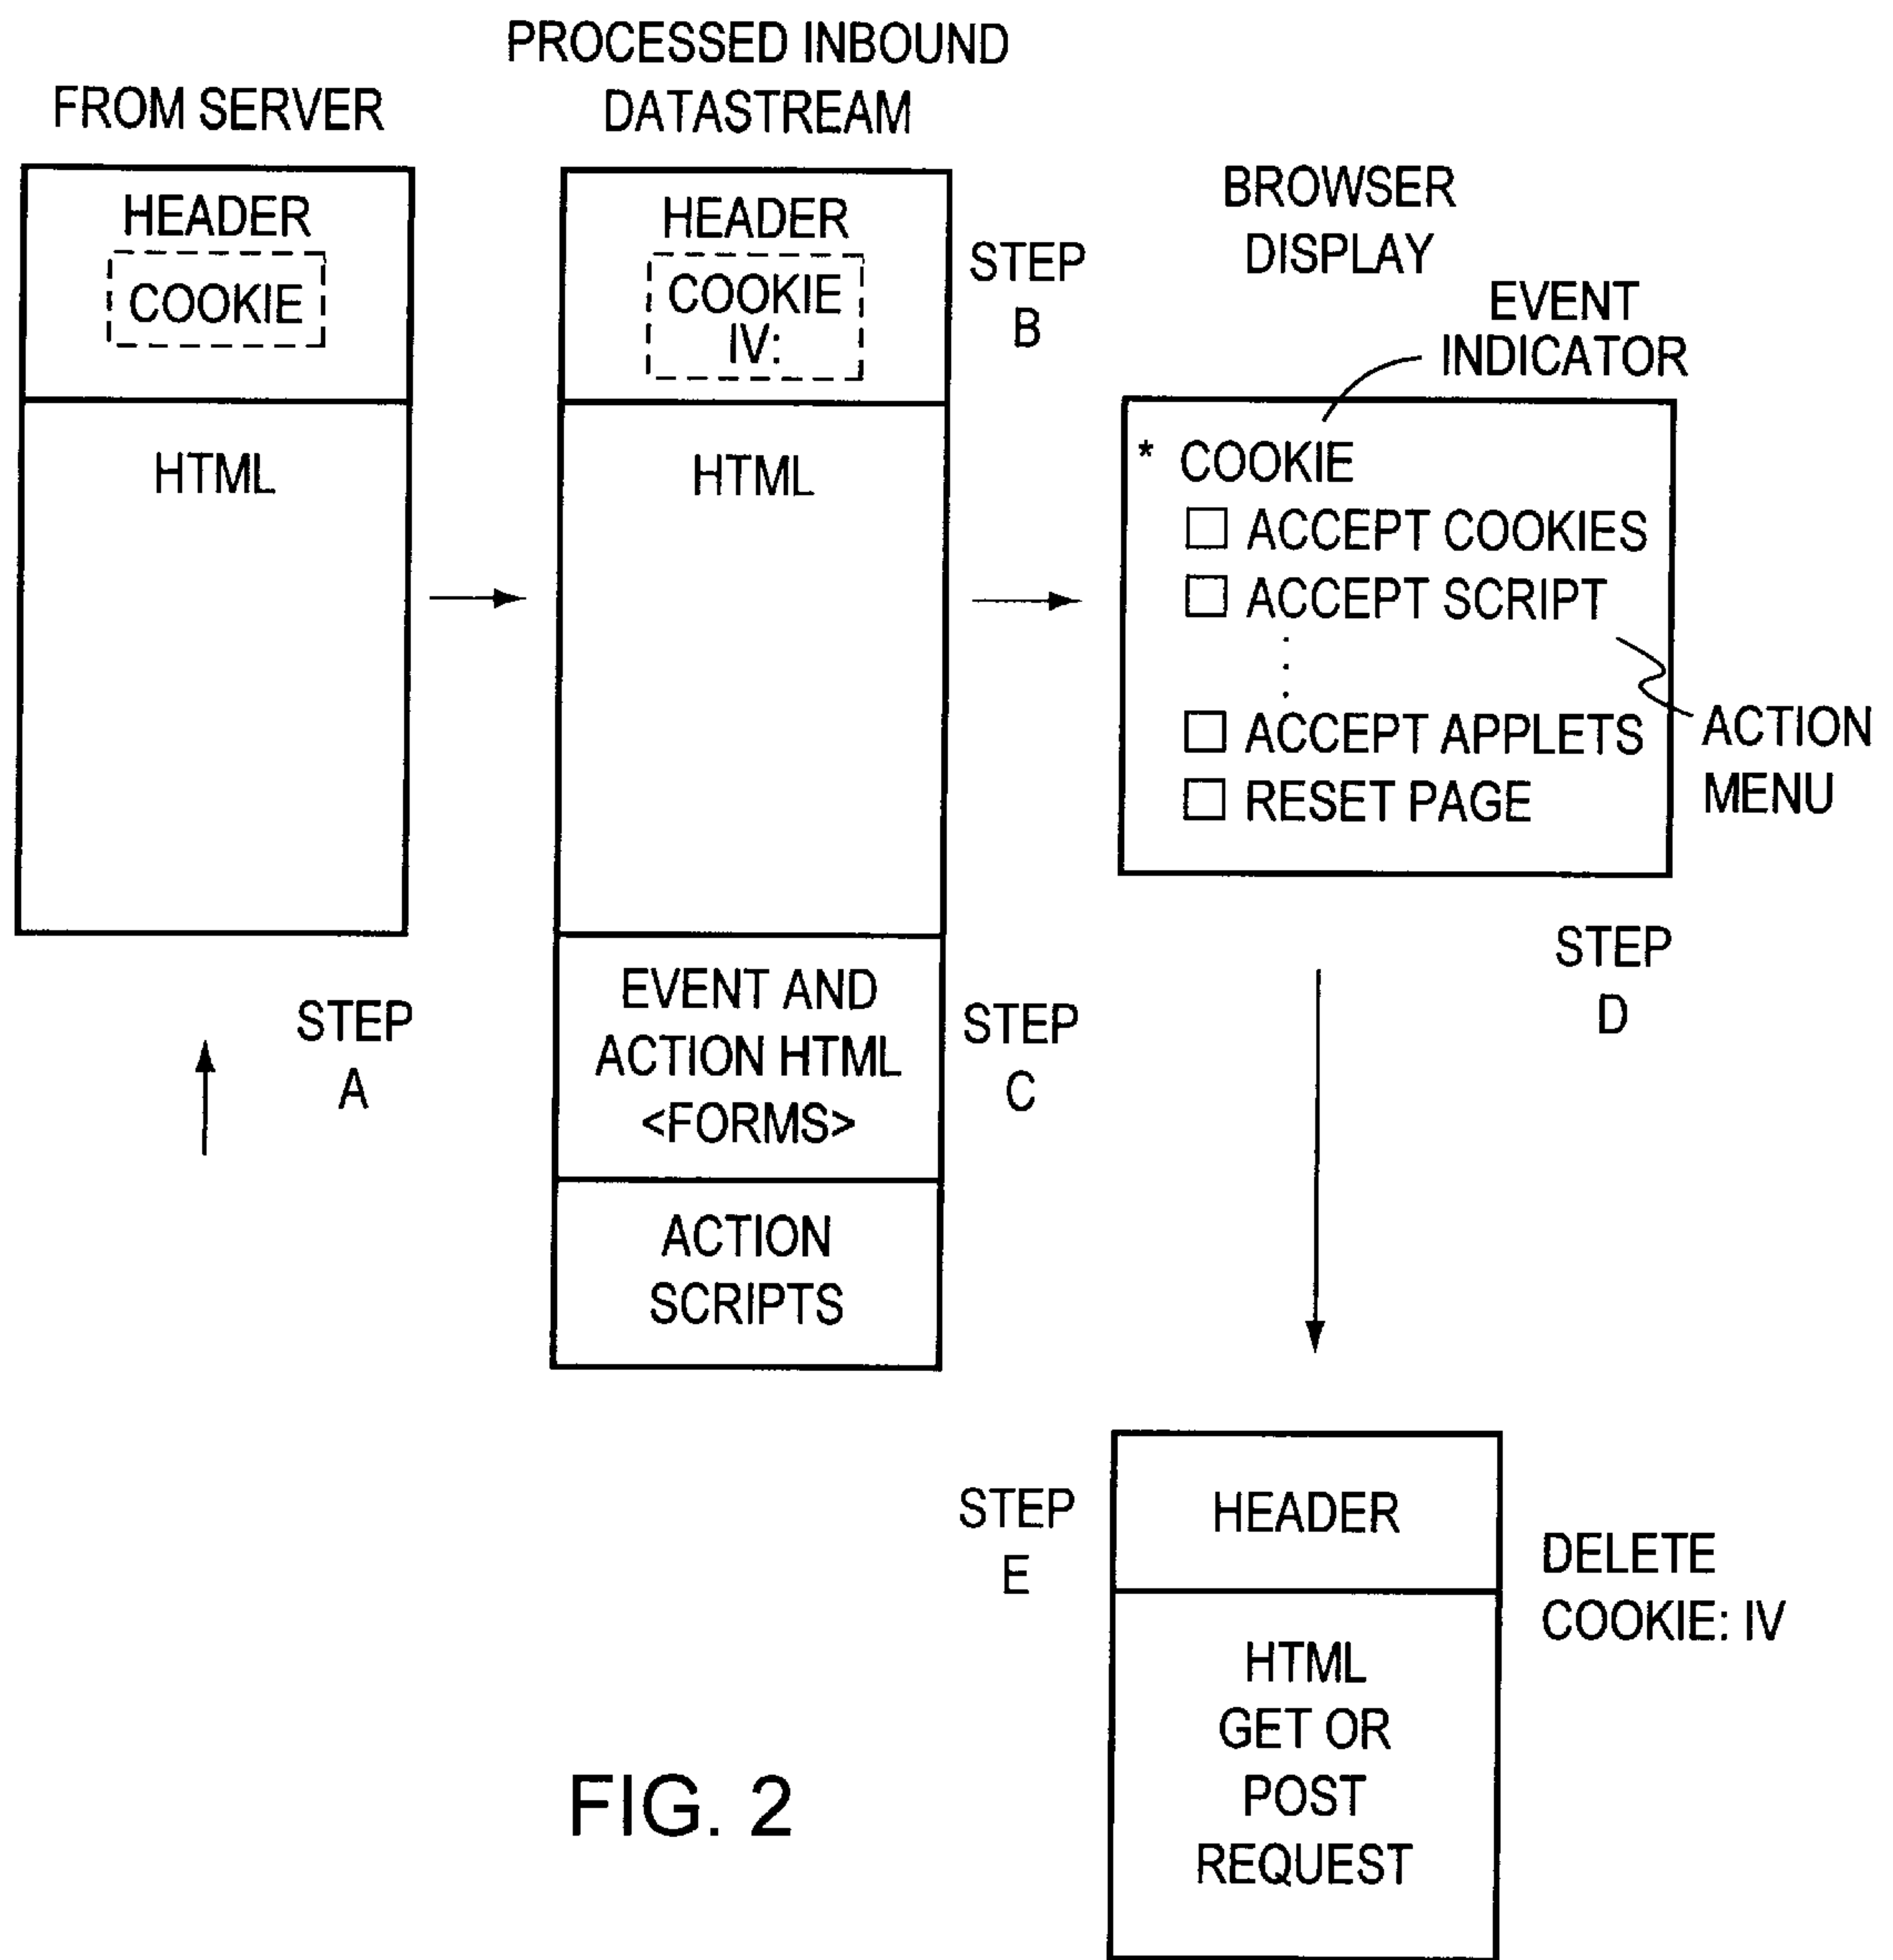 FROM SERVER
HEADER
COOKIE
HTML
STEP
A
PROCESSED INBOUND
DATASTREAM
HEADER
COOKIE
IV:
STEP
B
HTML
EVENT AND
ACTION HTML
<FORMS>
STEP
C
ACTION
SCRIPTS
BROWSER
DISPLAY
EVENT
INDICATOR
* COOKIE
ACCEPT COOKIES
ACCEPT SCRIPT
.
.
.
ACCEPT APPLETS
RESET PAGE
ACTION
MENU
STEP
D
STEP
E
HEADER
DELETE
COOKIE: IV
HTML
GET OR
POST
REQUEST
FIG. 2